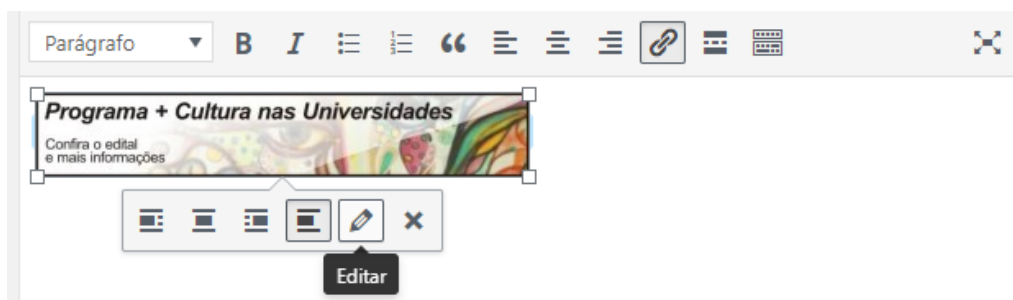 Parágrafo
Programa + Cultura nas Universidades
Confira o edital
e mais informações
Editar